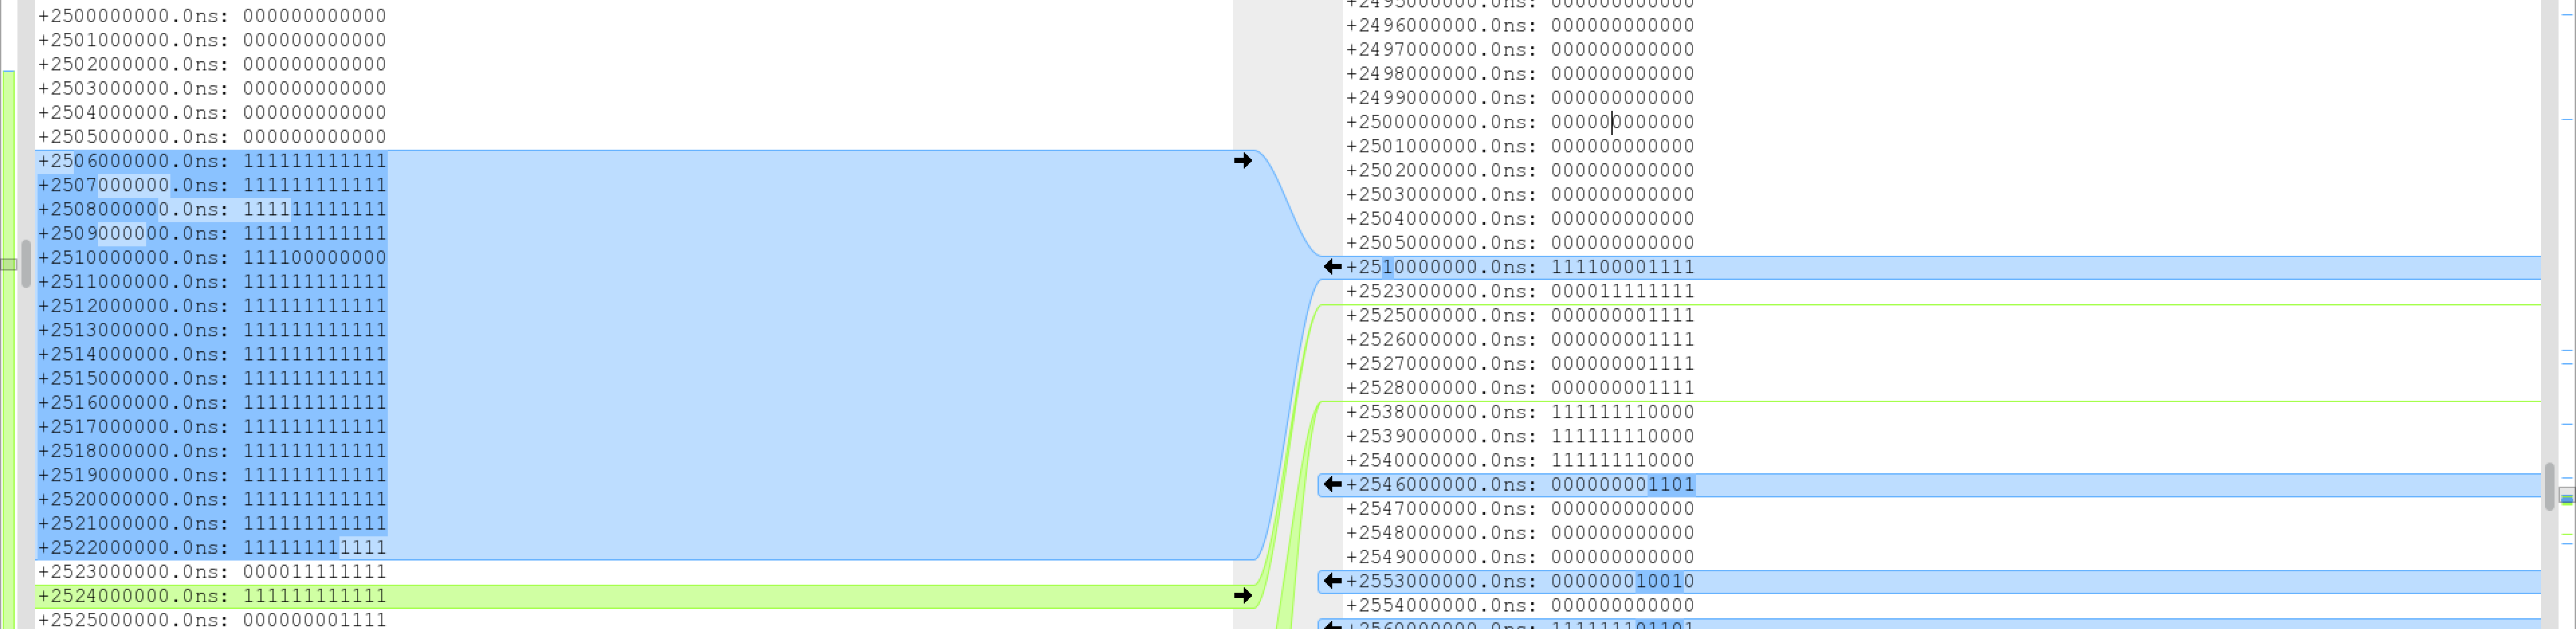 +2500000000.0ns: 000000000000
+2501000000.0ns: 000000000000
+2502000000.0ns: 000000000000
+2503000000.0ns: 000000000000
+2504000000.0ns: 000000000000
+2505000000.0ns: 000000000000
+2506000000.0ns: 111111111111
+2507000000.0ns: 111111111111
+2508000000.0ns: 111111111111
+2509000000.0ns: 111111111111
+2510000000.0ns: 111100000000
+2511000000.0ns: 111111111111
+2512000000.0ns: 111111111111
+2513000000.0ns: 111111111111
+2514000000.0ns: 111111111111
+2515000000.0ns: 111111111111
+2516000000.0ns: 111111111111
+2517000000.0ns: 111111111111
+2518000000.0ns: 111111111111
+2519000000.0ns: 111111111111
+2520000000.0ns: 111111111111
+2521000000.0ns: 111111111111
+2522000000.0ns: 111111111111
+2523000000.0ns: 000011111111
+2524000000.0ns: 111111111111
+2525000000.0ns: 000000001111
+2495000000.0ns: 000000000000
+2496000000.0ns: 000000000000
+2497000000.0ns: 000000000000
+2498000000.0ns: 000000000000
+2499000000.0ns: 000000000000
+2500000000.0ns: 000000000000
+2501000000.0ns: 000000000000
+2502000000.0ns: 000000000000
+2503000000.0ns: 000000000000
+2504000000.0ns: 000000000000
+2505000000.0ns: 000000000000
+2510000000.0ns: 111100001111
+2523000000.0ns: 000011111111
+2525000000.0ns: 000000001111
+2526000000.0ns: 000000001111
+2527000000.0ns: 000000001111
+2528000000.0ns: 000000001111
+2538000000.0ns: 111111110000
+2539000000.0ns: 111111110000
+2540000000.0ns: 111111110000
+2546000000.0ns: 000000001101
+2547000000.0ns: 000000000000
+2548000000.0ns: 000000000000
+2549000000.0ns: 000000000000
+2553000000.0ns: 000000010010
+2554000000.0ns: 000000000000